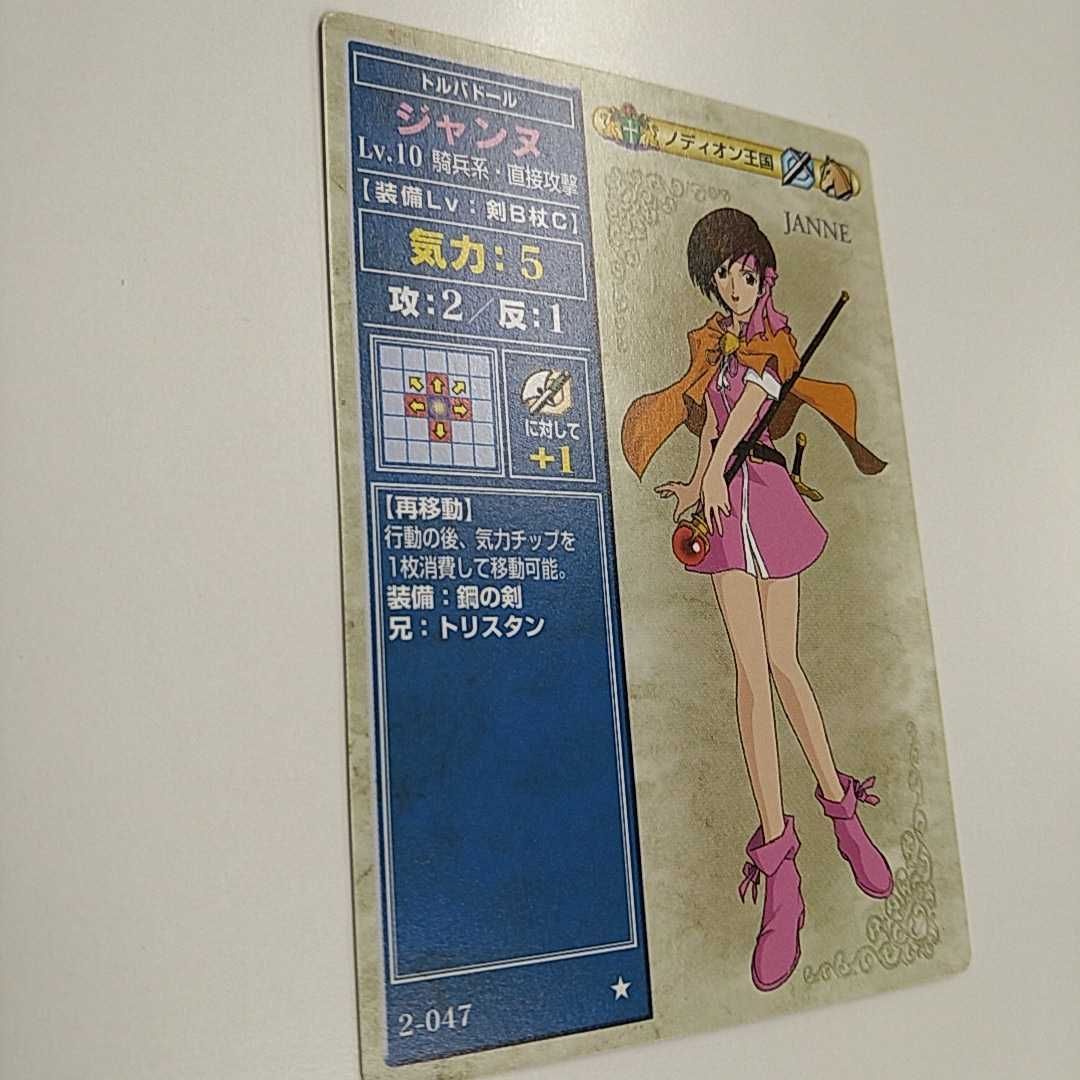 トルバドール
ジャンヌ
Lv.10 騎兵系・直接攻撃
【装備Lv：剣B杖C】
気力：5
攻：2／反：1
に対して
+1
【再移動】
行動の後、気力チップを
1枚消費して移動可能。
装備：鋼の剣
兄：トリスタン
2-047
★
ノディオン王国
JANNE